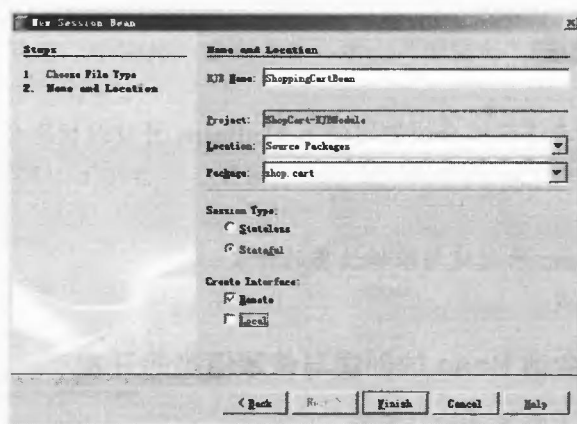 New Session Bean
Steps
1. Choose File Type
2. Name and Location
Name and Location
EJB Name: ShoppingCartBean
Project: ShopCart-EJBModule
Location: Source Packages
Package: shop.cart
Session Type:
Stateless
Stateful
Create Interface:
Remote
Local
< Back
Finish
Cancel
Help